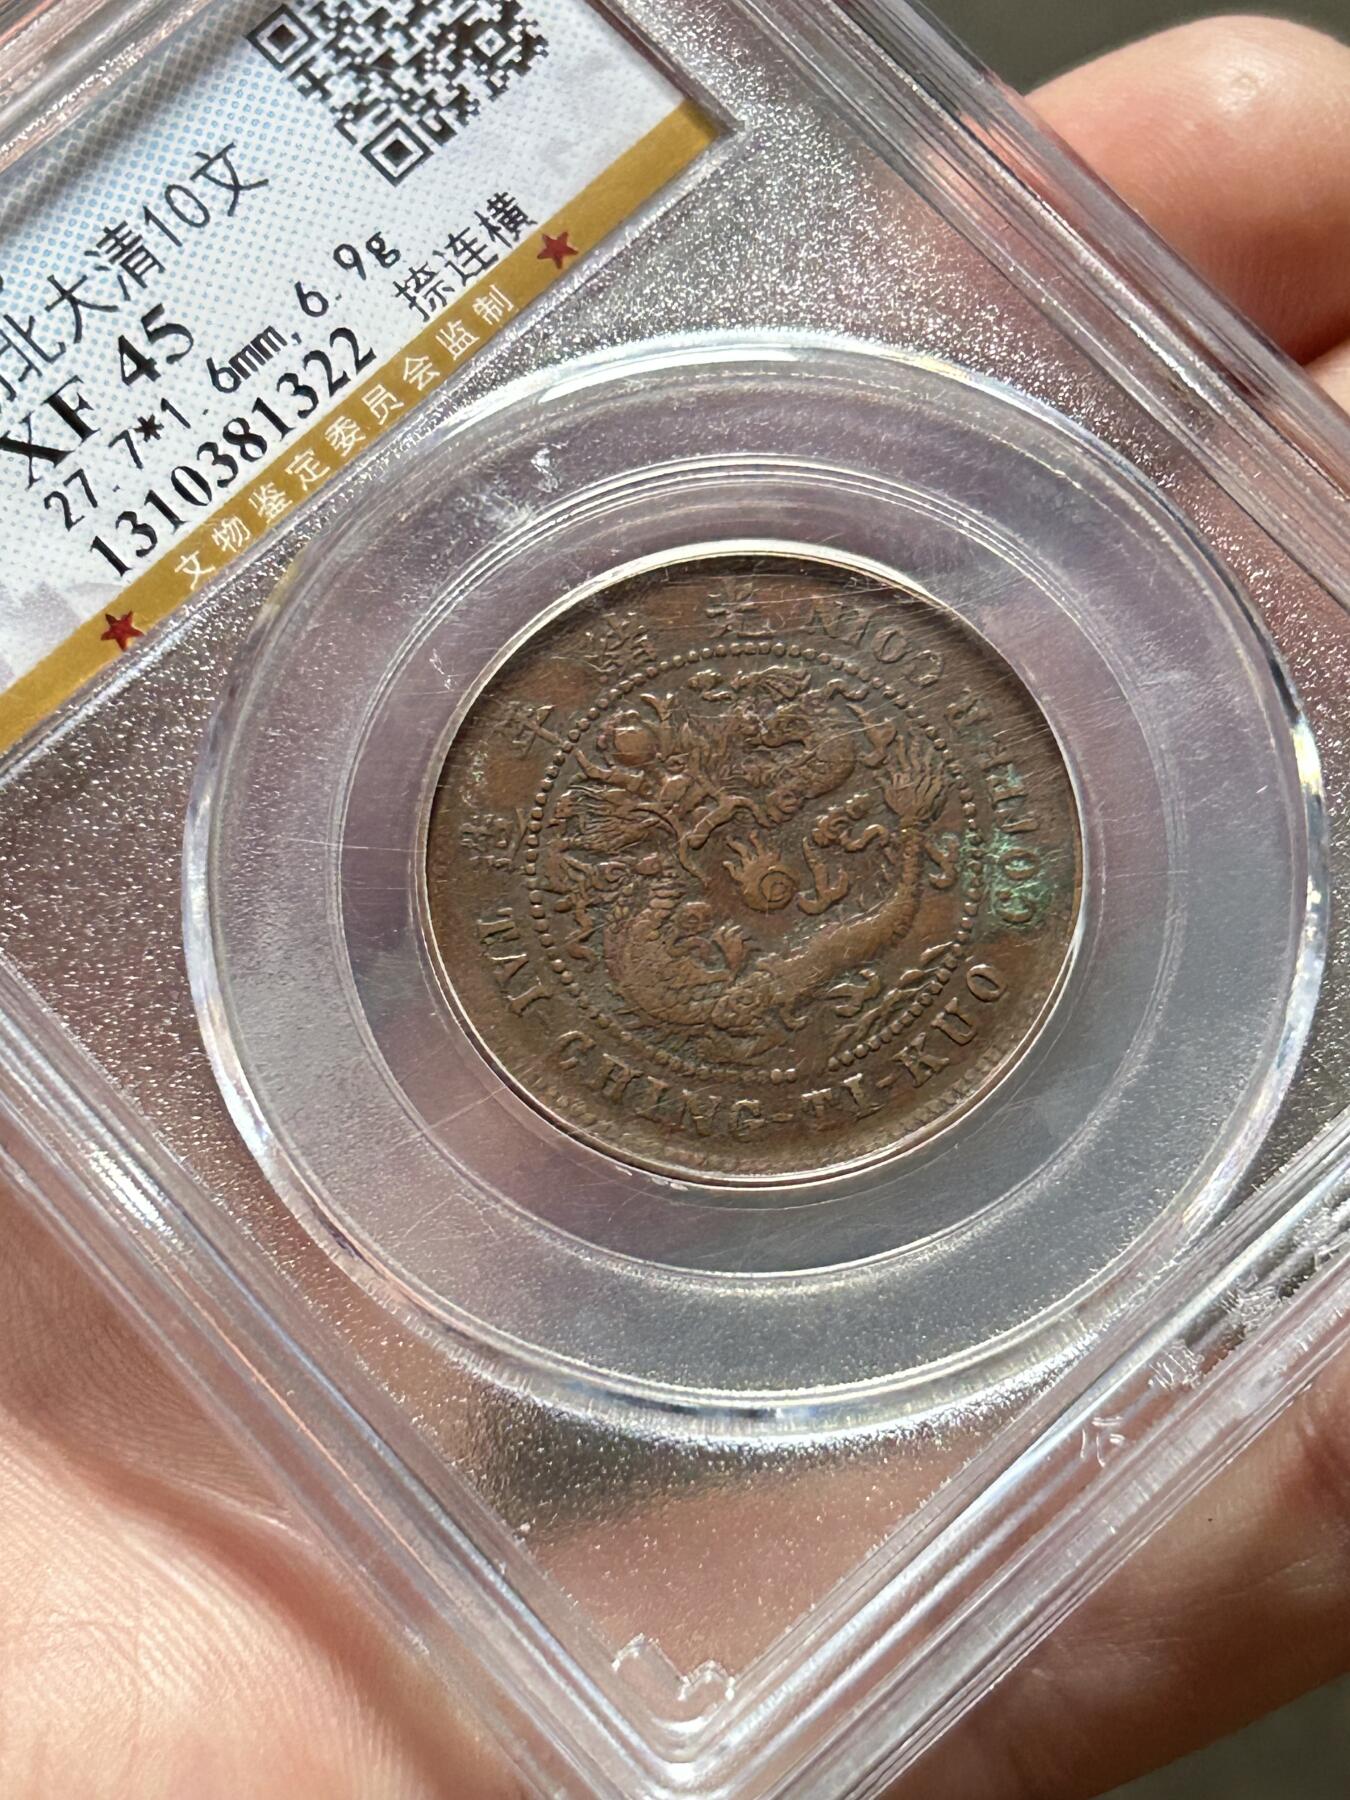 北大清10文
XF 45
27.7*1.6mm, 6.9g 捺连横
1310381322
文物鉴定委员会监制
光緒年造
TAI-CHING-TI-KUO
COPPER COIN